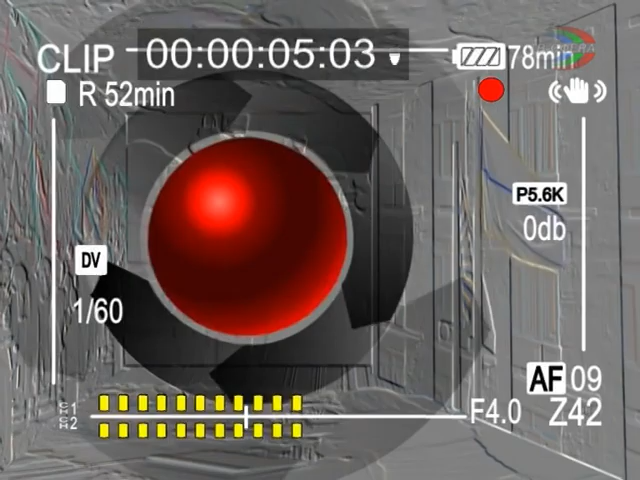 CLIP 00:00:05:03 78min
R 52min
P5.6K
0db
DV
1/60
AF 09
CH1
CH2
F4.0 Z42